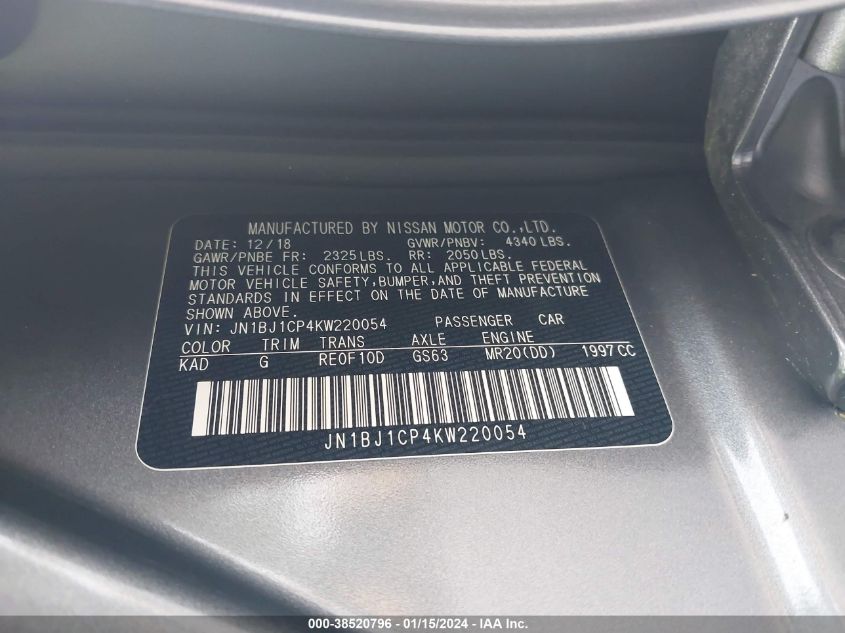 MANUFACTURED BY NISSAN MOTOR CO.,LTD.
DATE: 12/18 GVWR/PNBV: 4340 LBS.
GAWR/PNBE FR: 2325 LBS. RR: 2050 LBS.
THIS VEHICLE CONFORMS TO ALL APPLICABLE FEDERAL
MOTOR VEHICLE SAFETY, BUMPER, AND THEFT PREVENTION
STANDARDS IN EFFECT ON THE DATE OF MANUFACTURE
SHOWN ABOVE.
VIN: JN1BJ1CP4KW220054 PASSENGER CAR
COLOR TRIM TRANS AXLE ENGINE
KAD G RE0F10D GS63 MR20(DD) 1997CC
JN1BJ1CP4KW220054
000-38520796 - 01/15/2024 - IAA Inc.